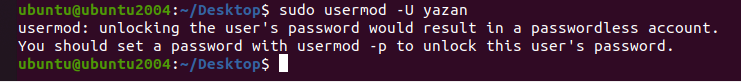 ubuntu@ubuntu2004:~/Desktop$ sudo usermod -U yazan
usermod: unlocking the user's password would result in a passwordless account.
You should set a password with usermod -p to unlock this user's password.
ubuntu@ubuntu2004:~/Desktop$